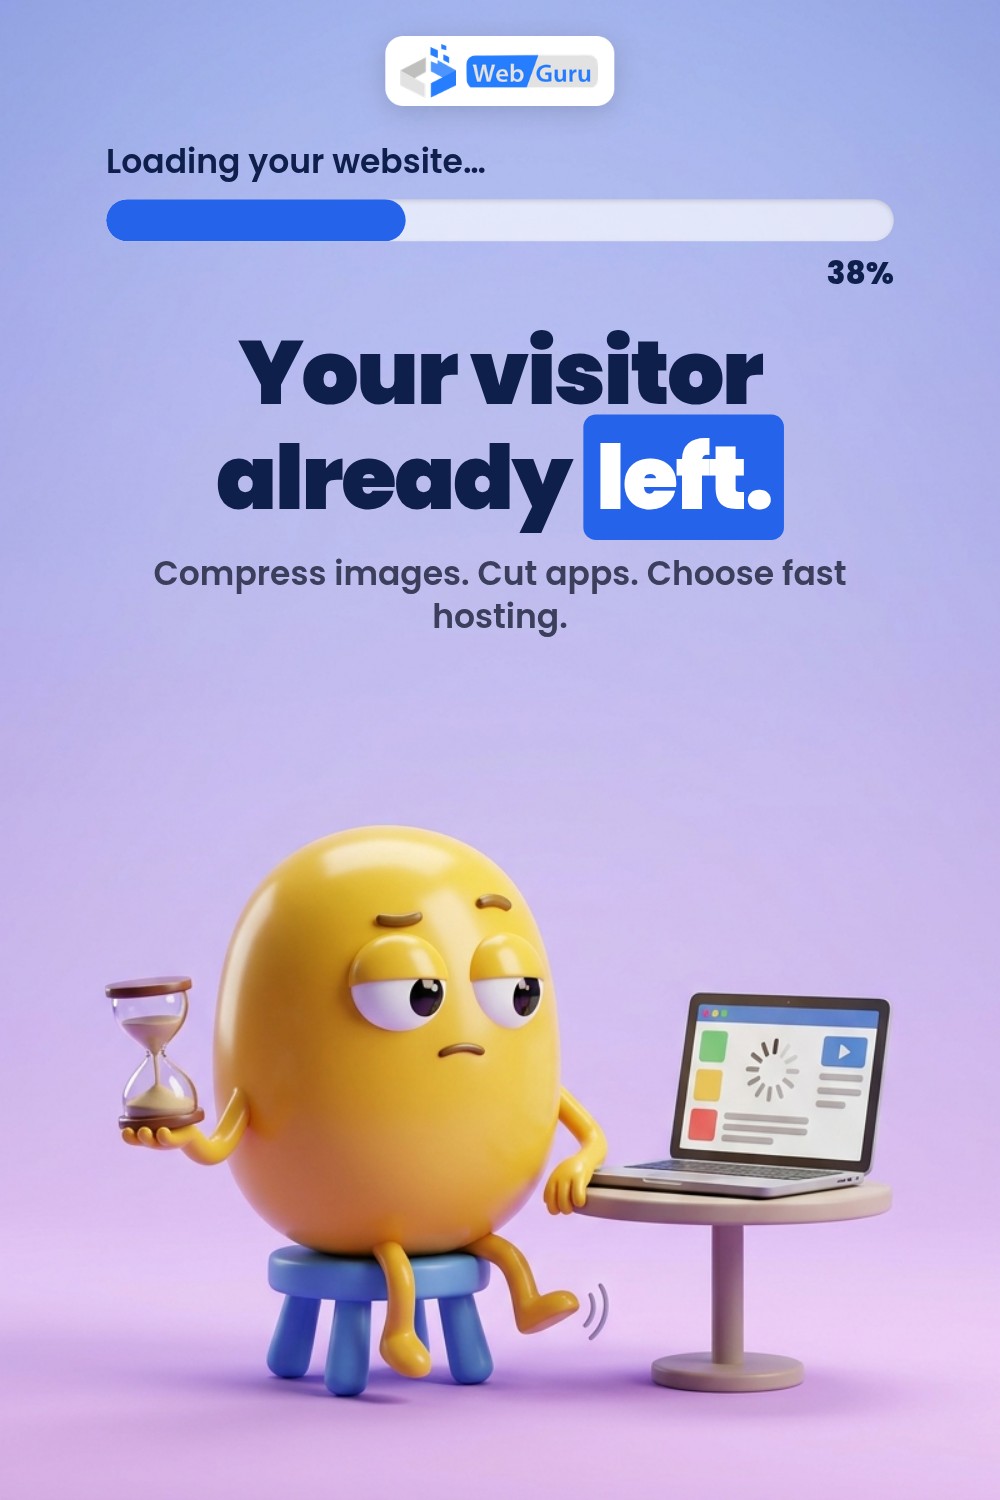 Web Guru
Loading your website...
38%
Your visitor
already left.
Compress images. Cut apps. Choose fast
hosting.